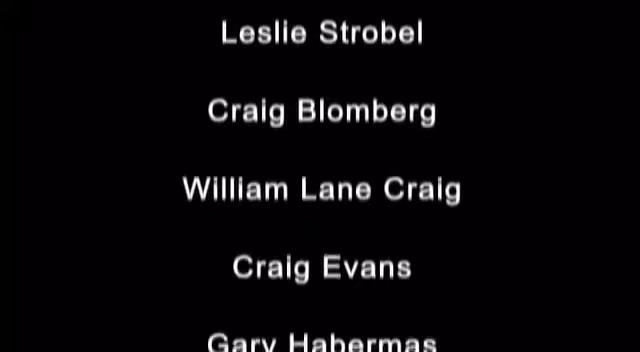 Leslie Strobel
Craig Blomberg
William Lane Craig
Craig Evans
Gary Habermas